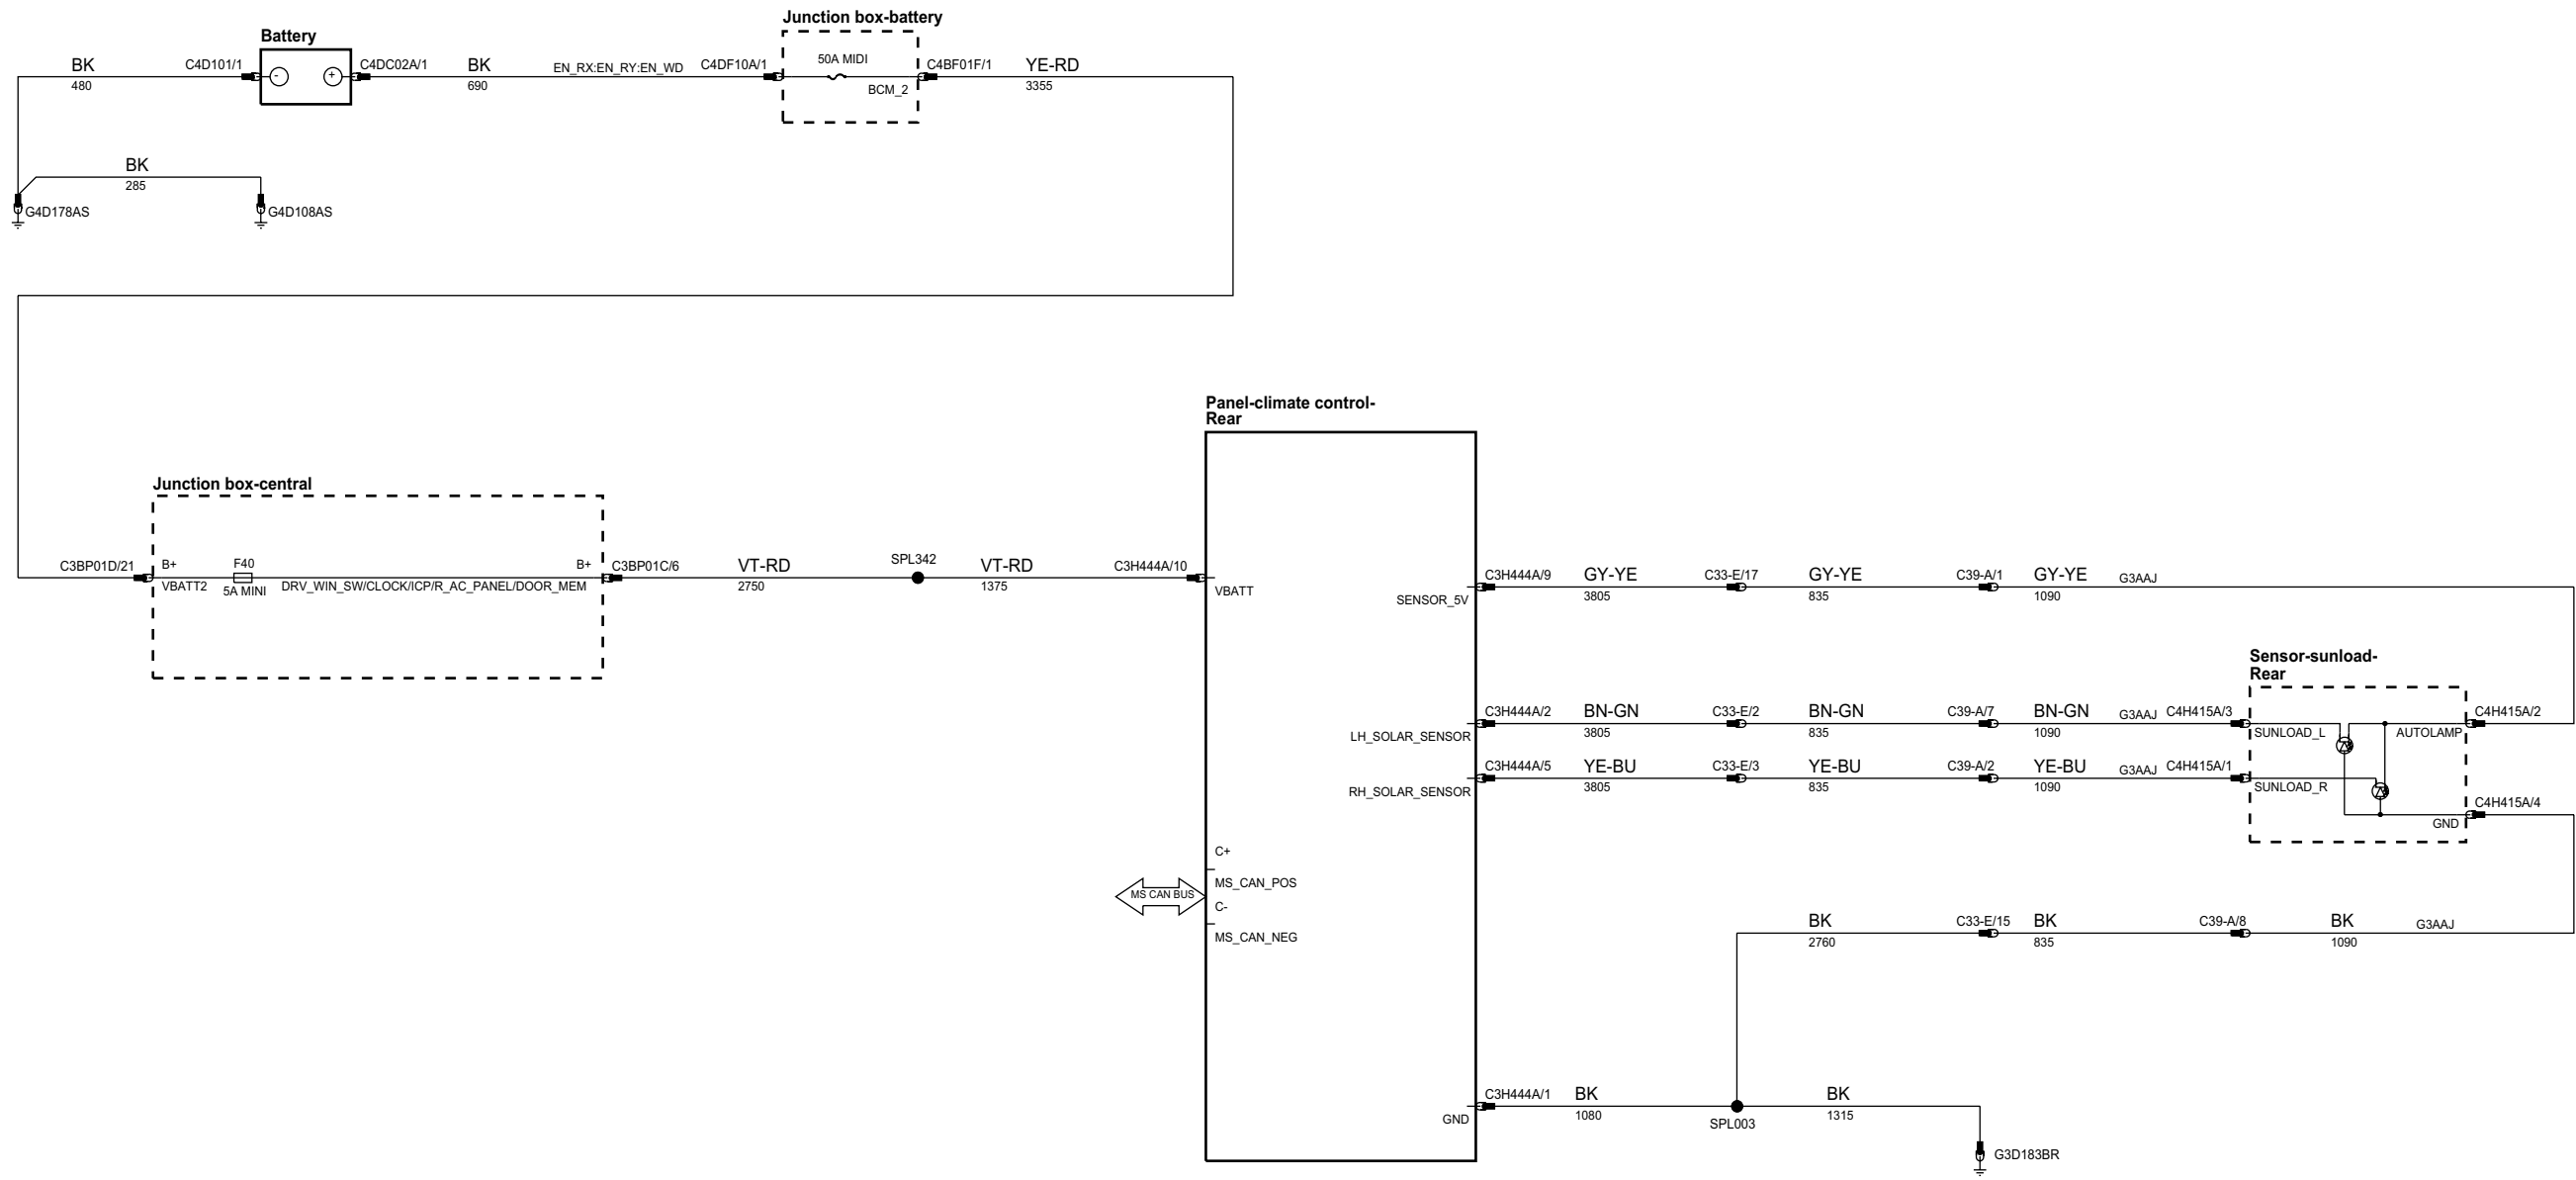 Junction box-battery
Battery
BK
480
C4D101/1
-
+
C4DC02A/1
BK
690
EN_RX:EN_RY:EN_WD
C4DF10A/1
50A MIDI
BCM_2
C4BF01F/1
YE-RD
3355
BK
285
G4D178AS
G4D108AS
Panel-climate control-
Rear
Junction box-central
C3BP01D/21
B+
VBATT2
F40
5A MINI
DRV_WIN_SW/CLOCK/ICP/R_AC_PANEL/DOOR_MEM
B+
C3BP01C/6
VT-RD
2750
SPL342
VT-RD
1375
C3H444A/10
VBATT
SENSOR_5V
C3H444A/9
GY-YE
3805
C33-E/17
GY-YE
835
C39-A/1
GY-YE
1090
G3AAJ
Sensor-sunload-
Rear
LH_SOLAR_SENSOR
C3H444A/2
BN-GN
3805
C33-E/2
BN-GN
835
C39-A/7
BN-GN
1090
G3AAJ
C4H415A/3
SUNLOAD_L
AUTOLAMP
C4H415A/2
RH_SOLAR_SENSOR
C3H444A/5
YE-BU
3805
C33-E/3
YE-BU
835
C39-A/2
YE-BU
1090
G3AAJ
C4H415A/1
SUNLOAD_R
GND
C4H415A/4
C+
MS_CAN_POS
MS CAN BUS
C-
MS_CAN_NEG
BK
2760
C33-E/15
BK
835
C39-A/8
BK
1090
G3AAJ
GND
C3H444A/1
BK
1080
SPL003
BK
1315
G3D183BR